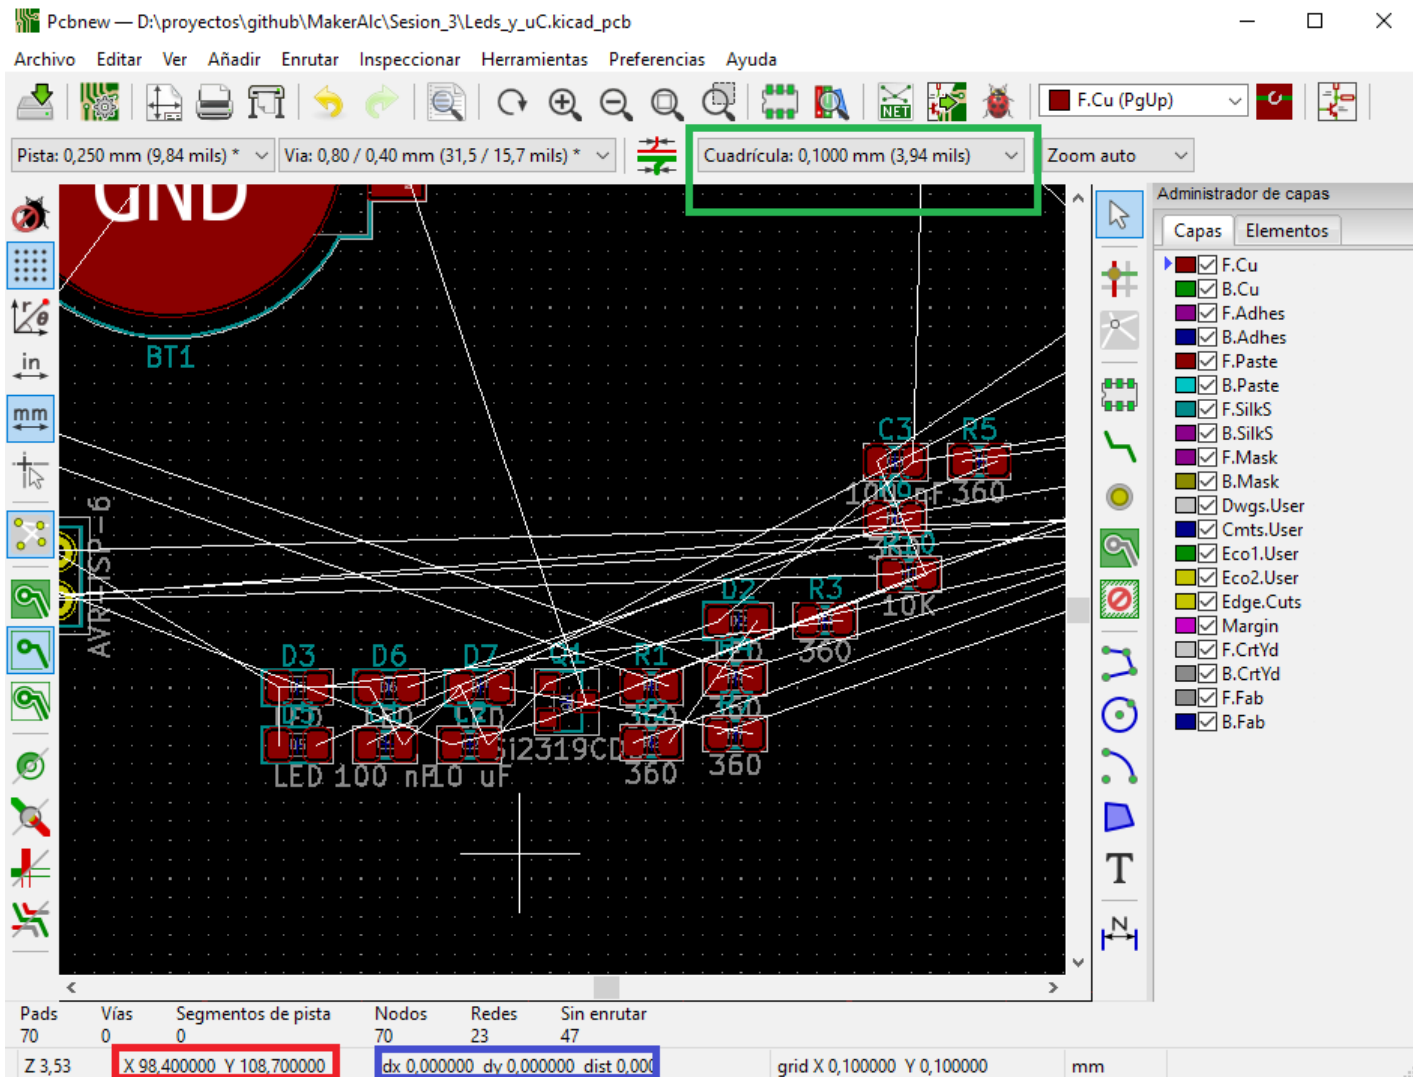 Pcbnew — D:\proyectos\github\MakerAlc\Sesion_3\Leds_y_uC.kicad_pcb
Archivo Editar Ver Añadir Enrutar Inspeccionar Herramientas Preferencias Ayuda
NET
F.Cu (PgUp)
Pista: 0,250 mm (9,84 mils) *
Via: 0,80 / 0,40 mm (31,5 / 15,7 mils) *
Cuadrícula: 0,1000 mm (3,94 mils)
Zoom auto
in
mm
GND
BT1
AVR-ISP-6
C3 R5
360
10K
D2 R3
360
D3 D6 D7 Q1 R1
D5
LED 100 nF 10 uF
Si2319CD
360
360
T
N
Administrador de capas
Capas Elementos
F.Cu
B.Cu
F.Adhes
B.Adhes
F.Paste
B.Paste
F.SilkS
B.SilkS
F.Mask
B.Mask
Dwgs.User
Cmts.User
Eco1.User
Eco2.User
Edge.Cuts
Margin
F.CrtYd
B.CrtYd
F.Fab
B.Fab
Pads Vías Segmentos de pista Nodos Redes Sin enrutar
70 0 0 70 23 47
Z 3,53 X 98,400000 Y 108,700000 dx 0,000000 dy 0,000000 dist 0,000 grid X 0,100000 Y 0,100000 mm